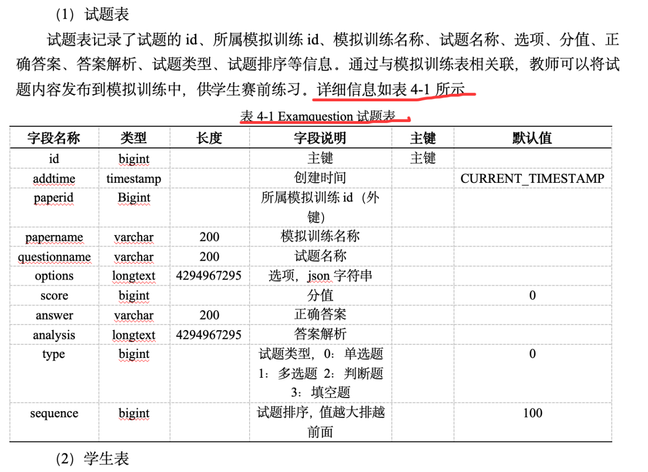 （1）试题表
试题表记录了试题的 id、所属模拟训练 id、模拟训练名称、试题名称、选项、分值、正
确答案、答案解析、试题类型、试题排序等信息。通过与模拟训练表相关联，教师可以将试
题内容发布到模拟训练中，供学生赛前练习。详细信息如表 4-1 所示
表 4-1 Examquestion 试题表
字段名称 类型 长度 字段说明 主键 默认值
id bigint 主键 主键
addtime timestamp 创建时间 CURRENT_TIMESTAMP
paperid Bigint 所属模拟训练 id（外
键）
papername varchar 200 模拟训练名称
questionname varchar 200 试题名称
options longtext 4294967295 选项，json 字符串
score bigint 分值 0
answer varchar 200 正确答案
analysis longtext 4294967295 答案解析
type bigint 试题类型，0：单选题 0
1：多选题 2：判断题
3：填空题
sequence bigint 试题排序，值越大排越 100
前面
（2）学生表